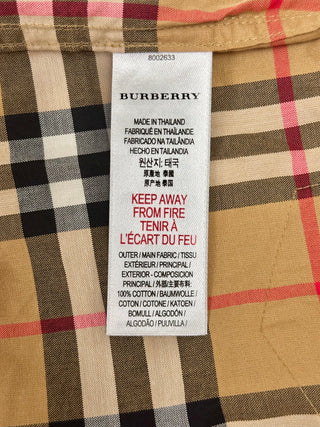 8002633
BURBERRY
MADE IN THAILAND
FABRIQUÉ EN THAÏLANDE
FABRICADO NA TAILÂNDIA
HECHO EN TAILANDIA
원산지: 태국
原產地 泰國
原产地 泰国
KEEP AWAY
FROM FIRE
TENIR À
L'ÉCART DU FEU
OUTER / MAIN FABRIC / TISSU
EXTÉRIEUR / PRINCIPAL /
EXTERIOR - COMPOSICION
PRINCIPAL / 外部/主要布料:
100% COTTON / BAUMWOLLE /
COTON / COTONE / KATOEN /
BOMULL / ALGODÓN /
ALGODÃO / PUUVILLA /